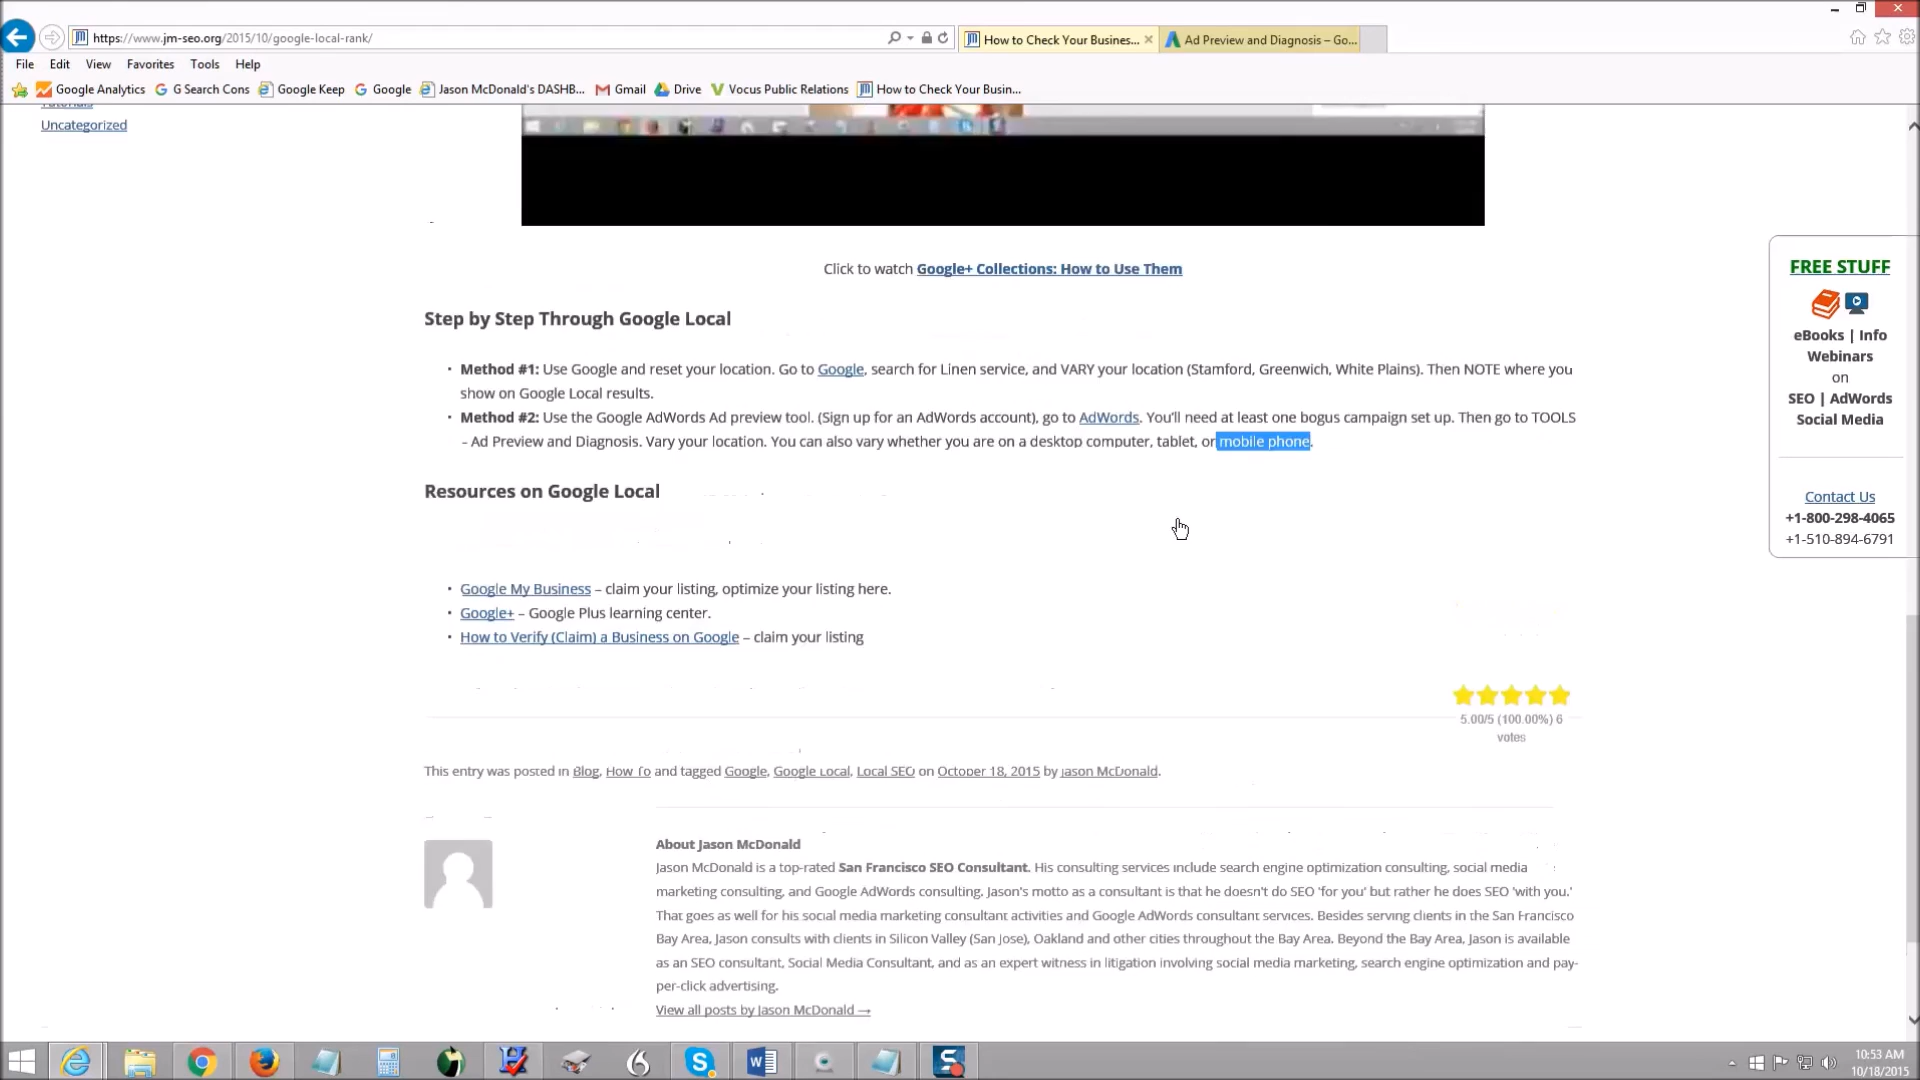 https://www.jm-seo.org/2015/10/google-local-rank/
How to Check Your Busines...
Ad Preview and Diagnosis – Go...
File Edit View Favorites Tools Help
Google Analytics G Search Cons Google Keep Google Jason McDonald's DASHB... Gmail Drive Vocus Public Relations How to Check Your Busin...
Tutorials
Uncategorized
Click to watch Google+ Collections: How to Use Them
Step by Step Through Google Local
• Method #1: Use Google and reset your location. Go to Google, search for Linen service, and VARY your location (Stamford, Greenwich, White Plains). Then NOTE where you
show on Google Local results.
• Method #2: Use the Google AdWords Ad preview tool. (Sign up for an AdWords account), go to AdWords. You'll need at least one bogus campaign set up. Then go to TOOLS
– Ad Preview and Diagnosis. Vary your location. You can also vary whether you are on a desktop computer, tablet, or mobile phone.
Resources on Google Local
• Google My Business – claim your listing, optimize your listing here.
• Google+ – Google Plus learning center.
• How to Verify (Claim) a Business on Google – claim your listing
5.00/5 (100.00%) 6
votes
This entry was posted in Blog, How To and tagged Google, Google Local, Local SEO on October 18, 2015 by Jason McDonald.
About Jason McDonald
Jason McDonald is a top-rated San Francisco SEO Consultant. His consulting services include search engine optimization consulting, social media
marketing consulting, and Google AdWords consulting. Jason's motto as a consultant is that he doesn't do SEO 'for you' but rather he does SEO 'with you.'
That goes as well for his social media marketing consultant activities and Google AdWords consultant services. Besides serving clients in the San Francisco
Bay Area, Jason consults with clients in Silicon Valley (San Jose), Oakland and other cities throughout the Bay Area. Beyond the Bay Area, Jason is available
as an SEO consultant, Social Media Consultant, and as an expert witness in litigation involving social media marketing, search engine optimization and pay-
per-click advertising.
View all posts by Jason McDonald →
FREE STUFF
eBooks | Info
Webinars
on
SEO | AdWords
Social Media
Contact Us
+1-800-298-4065
+1-510-894-6791
10:53 AM
10/18/2015